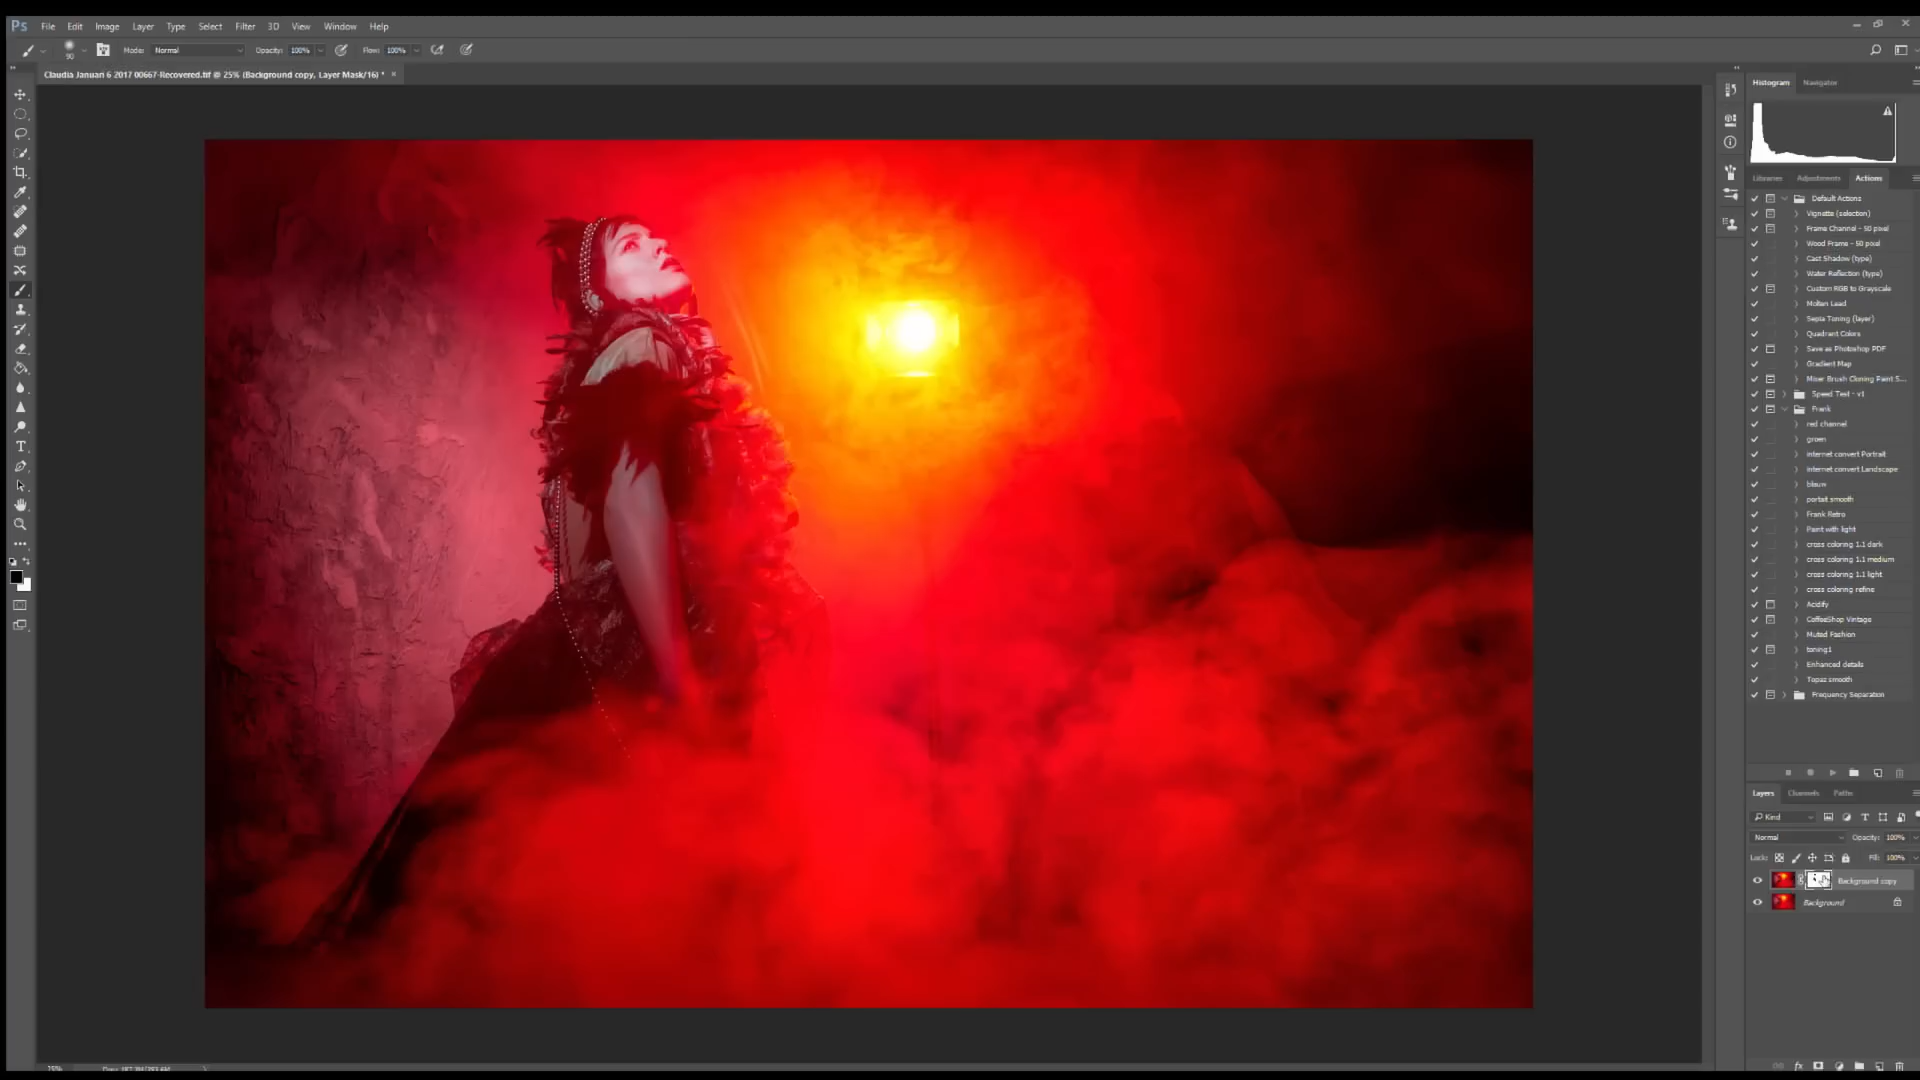 Ps File Edit Image Layer Type Select Filter 3D View Window Help
90 Mode: Normal Opacity: 100% Flow: 100%
Claudia Januari 6 2017 00667-Recovered.tif @ 25% (Background copy, Layer Mask/16) *
Histogram Navigator
Libraries Adjustments Actions
Default Actions
Vignette (selection)
Frame Channel - 50 pixel
Wood Frame - 50 pixel
Cast Shadow (type)
Water Reflection (type)
Custom RGB to Grayscale
Molten Lead
Sepia Toning (layer)
Quadrant Colors
Save as Photoshop PDF
Gradient Map
Mixer Brush Cloning Paint S...
Speed Test - v1
Frank
red channel
groen
internet convert Portrait
internet convert Landscape
blauw
portait smooth
Frank Retro
Paint with light
cross coloring 1.1 dark
cross coloring 1.1 medium
cross coloring 1.1 light
cross coloring refine
Acidify
CoffeeShop Vintage
Muted Fashion
toning1
Enhanced details
Topaz smooth
Frequency Separation
Layers Channels Paths
Kind
Normal Opacity: 100%
Lock: Fill: 100%
Background copy
Background
25%